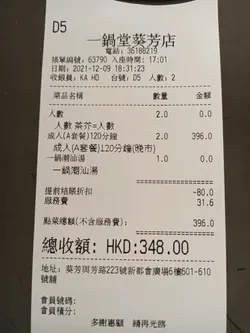 D5
一鍋堂葵芳店
電話: 36188219
賬單編號: 63790 入座時間: 17:01
日期: 2021-12-09 18:31:23
收銀員: KA HO 台號: D5 人數: 2
菜品名稱 數量 金額
人數 2.0 0.0
人數 茶芥=人數
成人(A套餐)120分鐘 2.0 396.0
成人(A套餐)120分鐘(晚市)
一鍋潮汕湯 1.0 0.0
一鍋潮汕湯
提前結賬折扣 -80.0
服務費 31.6
點菜總額(不含服務費): 396.0
總收額: HKD:348.00
地址: 葵芳興芳路223號新都會廣場6樓601-610
號舖
會員號碼:
會員積分:
多謝惠顧 請再光臨